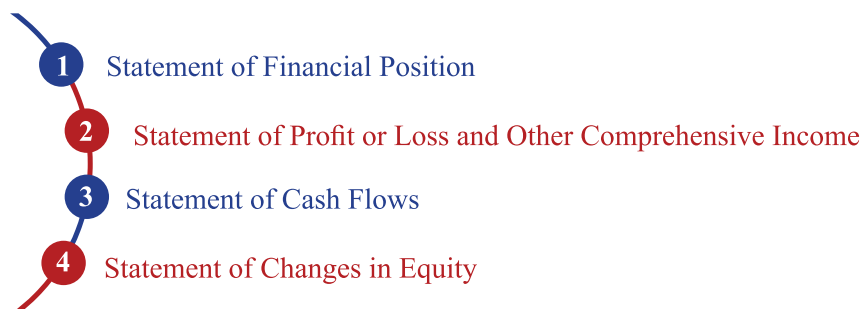 1 Statement of Financial Position
2 Statement of Profit or Loss and Other Comprehensive Income
3 Statement of Cash Flows
4 Statement of Changes in Equity